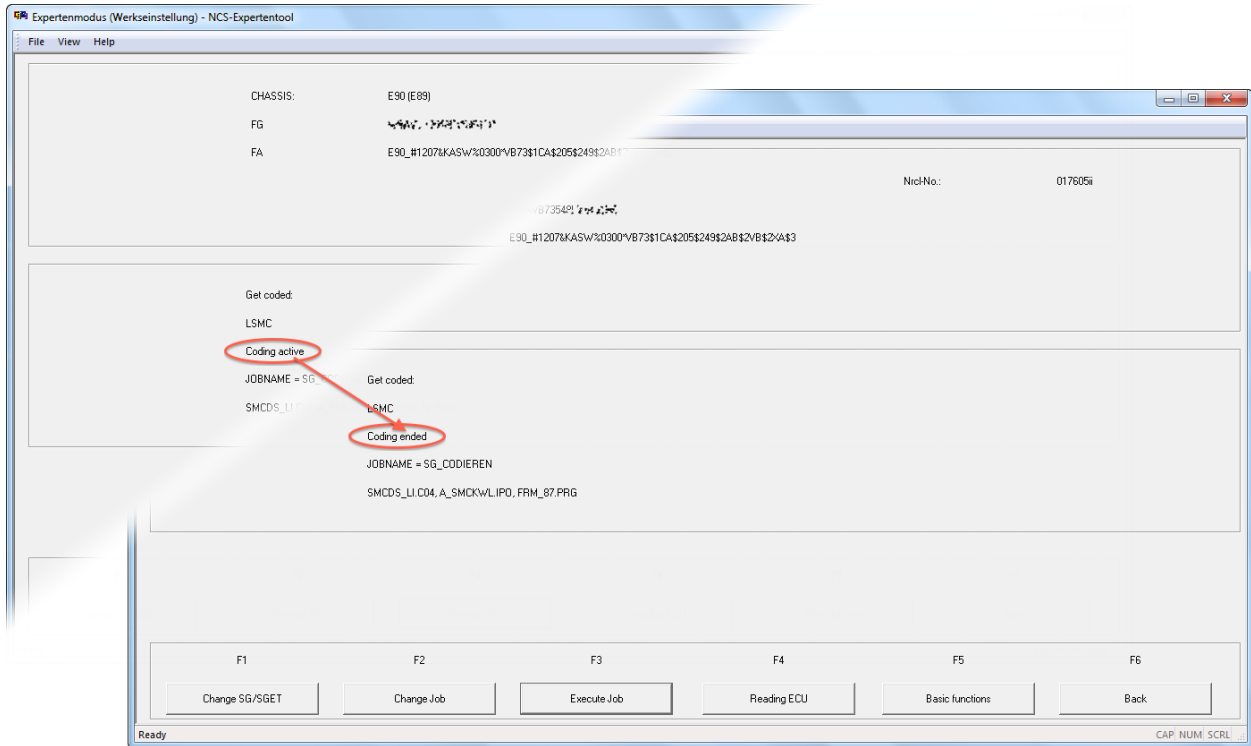 Expertenmodus (Werkseinstellung) - NCS-Expertentool
File View Help
CHASSIS: E90 (E89)
FG
FA E90_#1207&KASW%0300*VB73$1CA$205$249$2AB$
Nrcl-No.: 017605ii
E90_#1207&KASW%0300*VB73$1CA$205$249$2AB$2VB$2XA$3
Get coded:
LSMC
Coding active
JOBNAME = SG_
SMCDS_LI
Get coded:
LSMC
Coding ended
JOBNAME = SG_CODIEREN
SMCDS_LI.C04, A_SMCKWL.IPO, FRM_87.PRG
F1 F2 F3 F4 F5 F6
Change SG/SGET Change Job Execute Job Reading ECU Basic functions Back
Ready CAP NUM SCRL